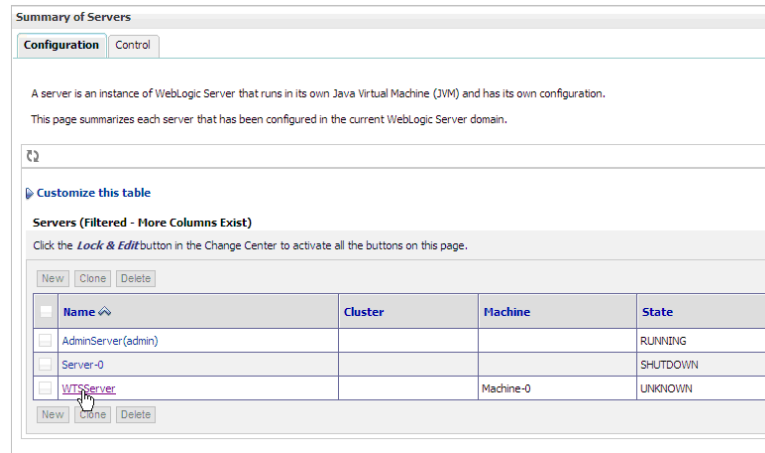 Summary of Servers
Configuration Control
A server is an instance of WebLogic Server that runs in its own Java Virtual Machine (JVM) and has its own configuration.
This page summarizes each server that has been configured in the current WebLogic Server domain.
Customize this table
Servers (Filtered - More Columns Exist)
Click the Lock & Edit button in the Change Center to activate all the buttons on this page.
New Clone Delete
Name Cluster Machine State
AdminServer(admin) RUNNING
Server-0 SHUTDOWN
WTSServer Machine-0 UNKNOWN
New Clone Delete